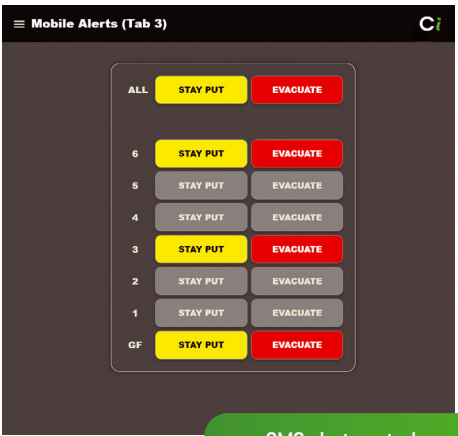 ≡ Mobile Alerts (Tab 3) Ci
ALL STAY PUT EVACUATE
6 STAY PUT EVACUATE
5 STAY PUT EVACUATE
4 STAY PUT EVACUATE
3 STAY PUT EVACUATE
2 STAY PUT EVACUATE
1 STAY PUT EVACUATE
GF STAY PUT EVACUATE